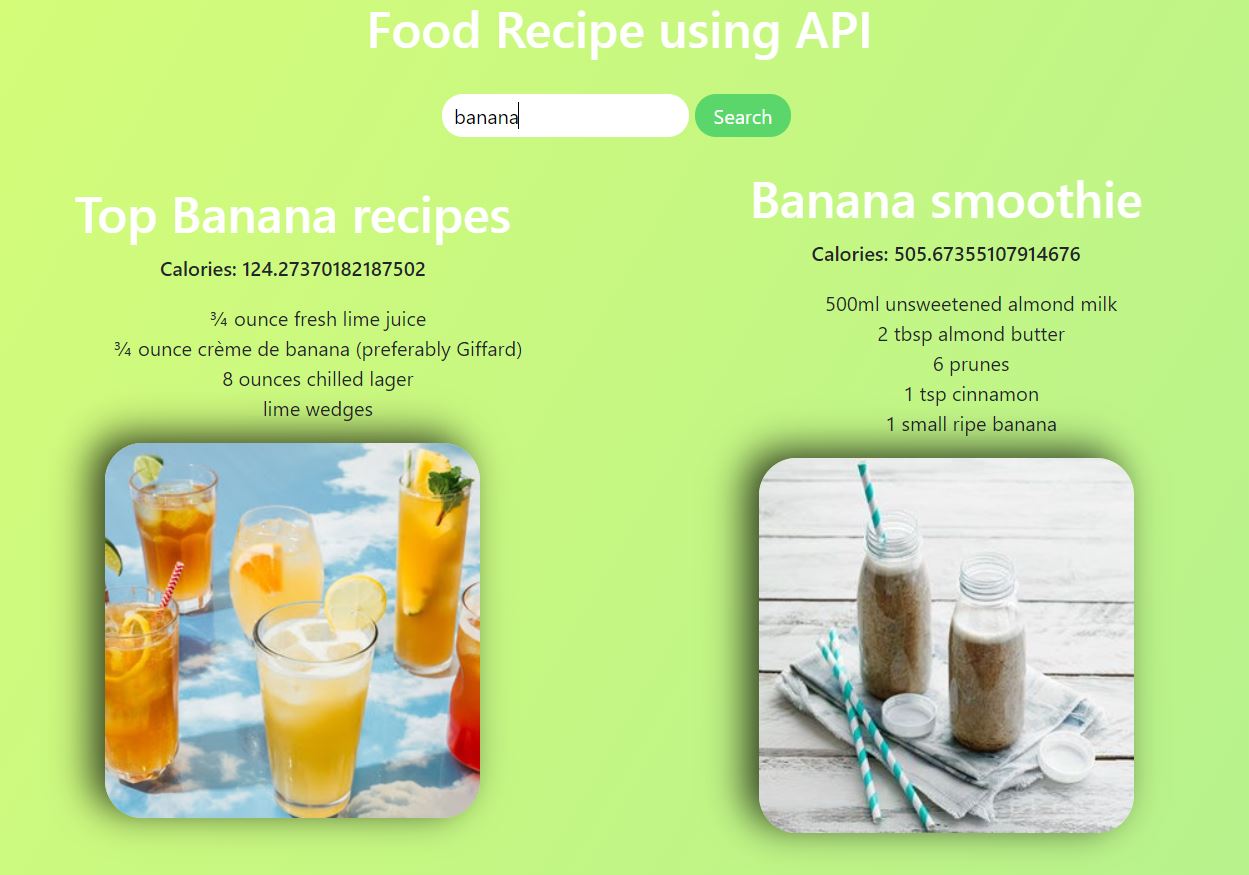 Food Recipe using API
banana
Search
Top Banana recipes
Calories: 124.27370182187502
¾ ounce fresh lime juice
¾ ounce crème de banana (preferably Giffard)
8 ounces chilled lager
lime wedges
Banana smoothie
Calories: 505.67355107914676
500ml unsweetened almond milk
2 tbsp almond butter
6 prunes
1 tsp cinnamon
1 small ripe banana